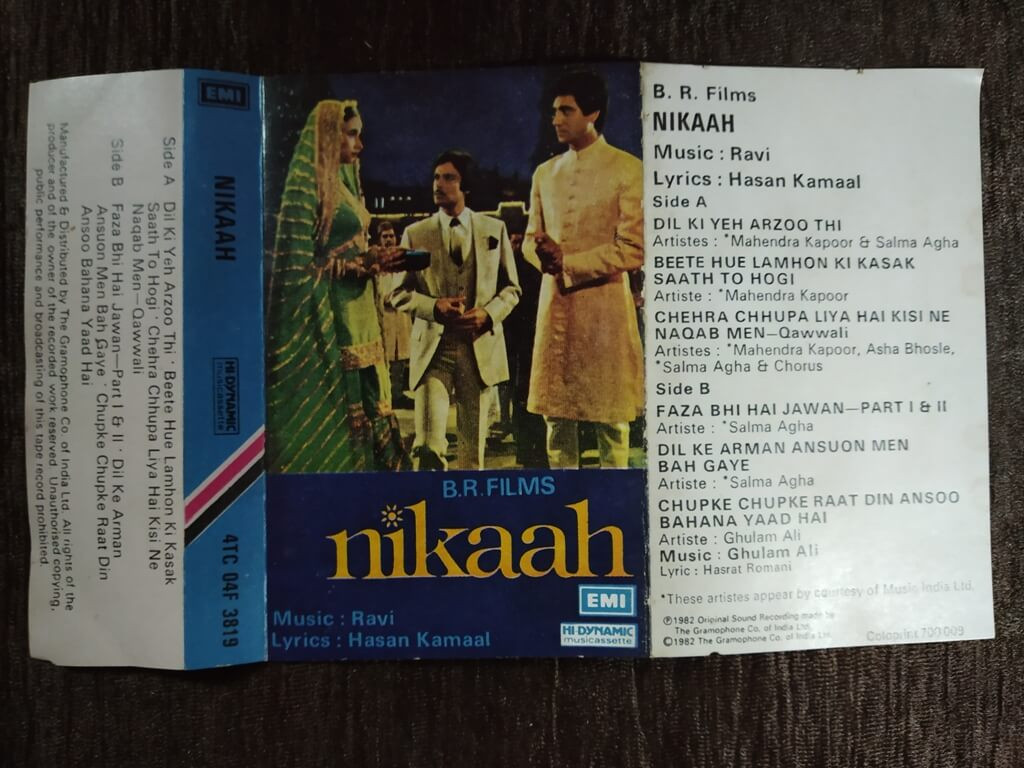 Manufactured & Distributed by The Gramophone Co. of India Ltd. All rights of the
producer and of the owner of the recorded work reserved. Unauthorised copying,
public performance and broadcasting of this tape record prohibited.
Side A Dil Ki Yeh Arzoo Thi · Beete Hue Lamhon Ki Kasak
Saath To Hogi · Chehra Chhupa Liya Hai Kisi Ne
Naqab Men—Qawwali
Side B Faza Bhi Hai Jawan—Part I & II · Dil Ke Arman
Ansuon Men Bah Gaye · Chupke Chupke Raat Din
Ansoo Bahana Yaad Hai
EMI
NIKAAH
HI-DYNAMIC
musicassette
4TC 04F 3819
B.R.FILMS
nikaah
EMI
HI-DYNAMIC
musicassette
Music : Ravi
Lyrics : Hasan Kamaal
B. R. Films
NIKAAH
Music : Ravi
Lyrics : Hasan Kamaal
Side A
DIL KI YEH ARZOO THI
Artistes : *Mahendra Kapoor & Salma Agha
BEETE HUE LAMHON KI KASAK
SAATH TO HOGI
Artiste : *Mahendra Kapoor
CHEHRA CHHUPA LIYA HAI KISI NE
NAQAB MEN—Qawwali
Artistes : *Mahendra Kapoor, Asha Bhosle,
*Salma Agha & Chorus
Side B
FAZA BHI HAI JAWAN—PART I & II
Artiste : *Salma Agha
DIL KE ARMAN ANSUON MEN
BAH GAYE
Artiste : *Salma Agha
CHUPKE CHUPKE RAAT DIN ANSOO
BAHANA YAAD HAI
Artiste : Ghulam Ali
Music : Ghulam Ali
Lyric : Hasrat Romani
*These artistes appear by courtesy of Music India Ltd.
℗1982 Original Sound Recording made by
The Gramophone Co. of India Ltd.
©1982 The Gramophone Co. of India Ltd.
Coloprint 700 009